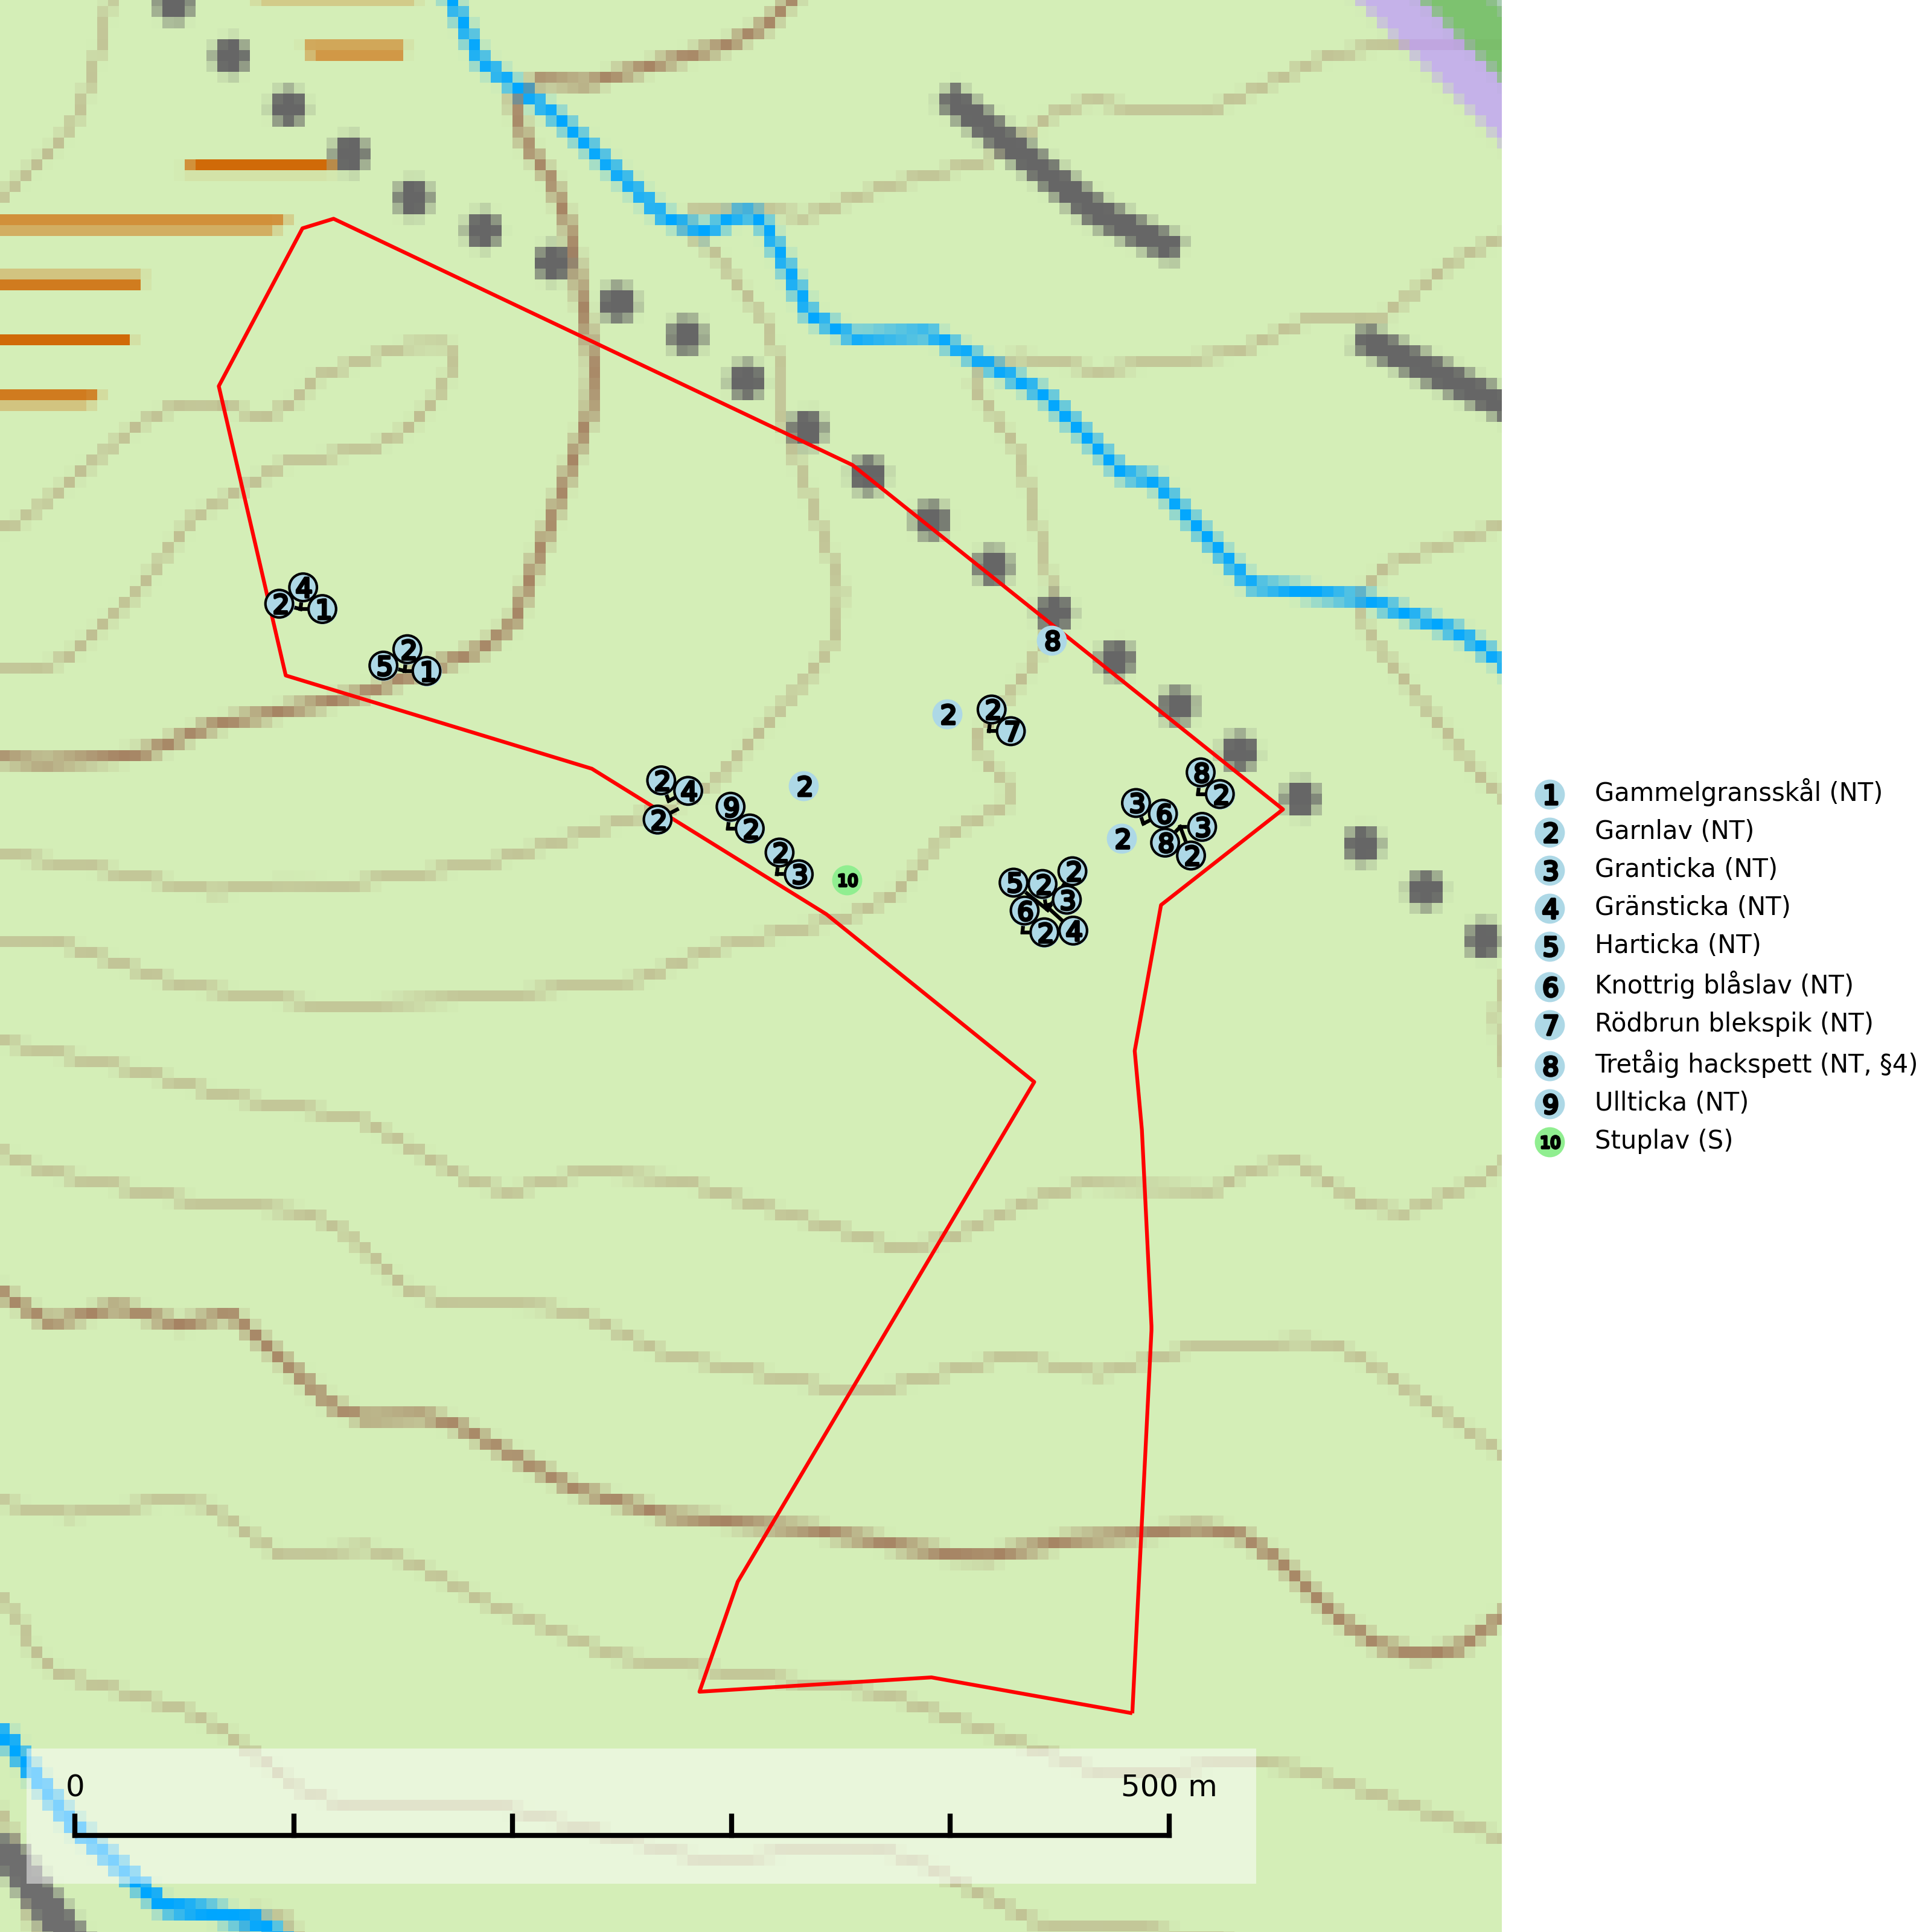 4
2 1
2
5 1
8
2 2 7
2 4
2
2
9
2
2
3
10
8
2
3 6
3
2 8
2
2
5 2
3
6
2 4
1 Gammelgransskål (NT)
2 Garnlav (NT)
3 Granticka (NT)
4 Gränsticka (NT)
5 Harticka (NT)
6 Knottrig blåslav (NT)
7 Rödbrun blekspik (NT)
8 Tretåig hackspett (NT, §4)
9 Ullticka (NT)
10 Stuplav (S)
0 500 m